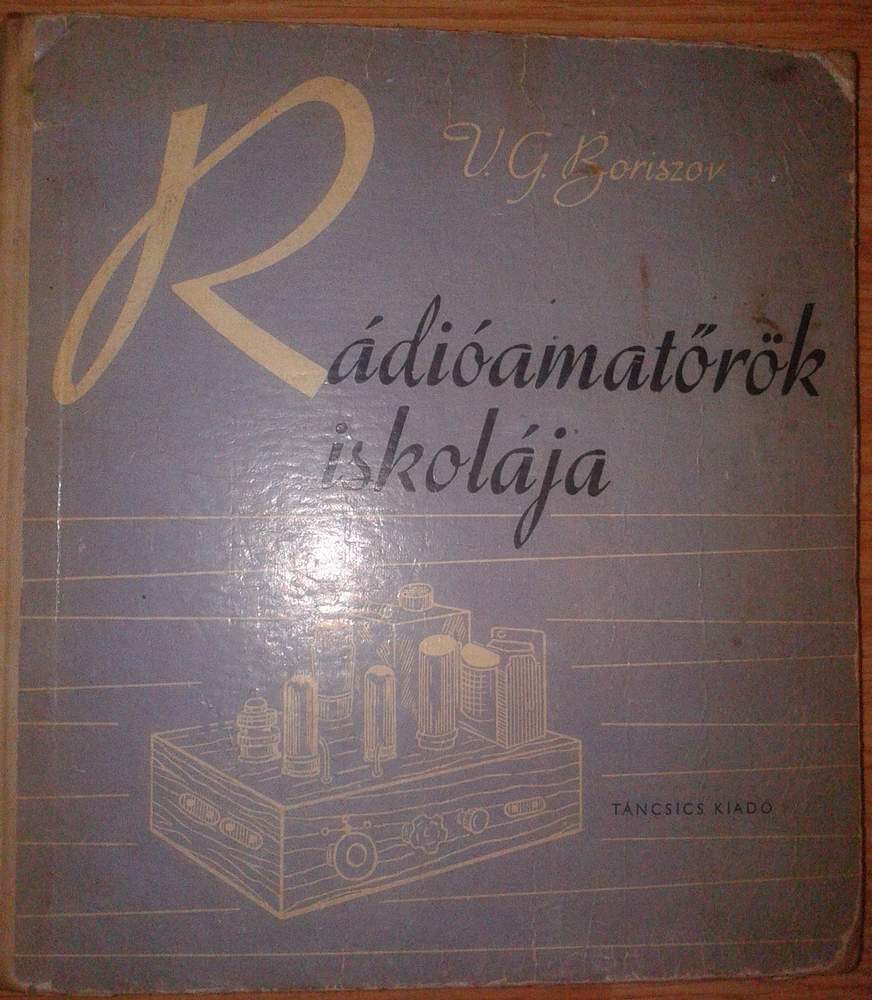 V. G. Boriszov
Rádióamatőrök
iskolája
TÁNCSICS KIADÓ